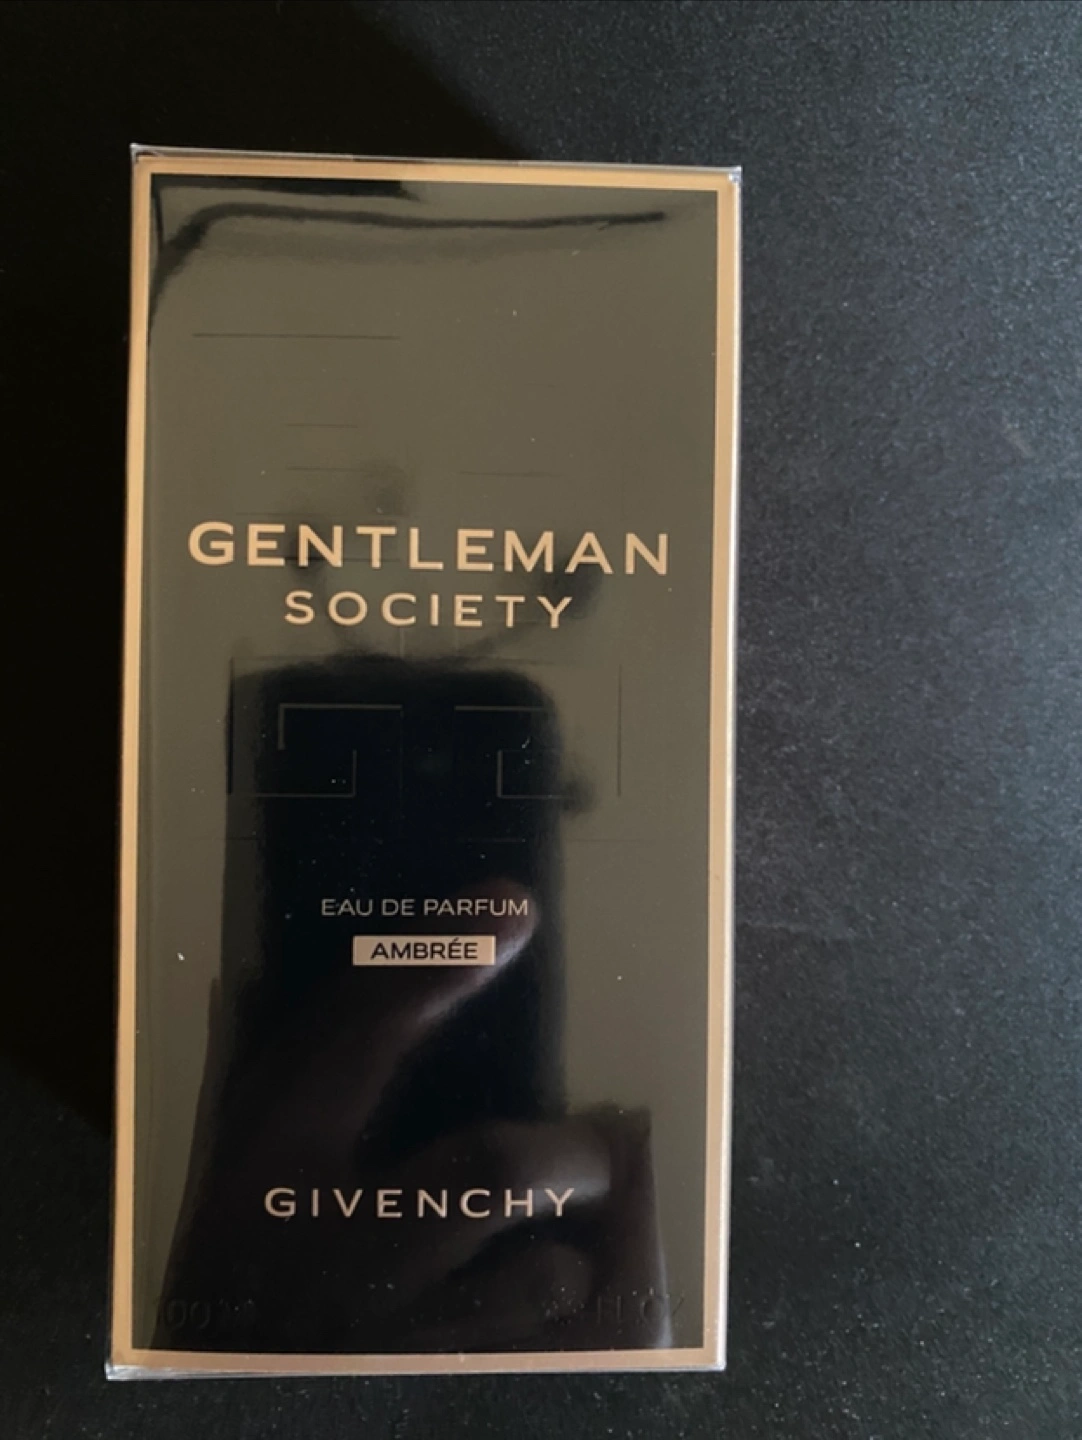 GENTLEMAN
SOCIETY
EAU DE PARFUM
AMBRÉE
GIVENCHY